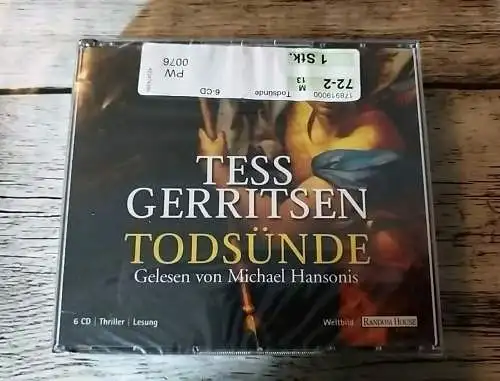 1 Stk.
72-2
M
13
178919000
Todsünde
6-CD
PW
0076
TESS
GERRITSEN
TODSÜNDE
Gelesen von Michael Hansonis
6 CD | Thriller | Lesung
Weltbild
RANDOM HOUSE